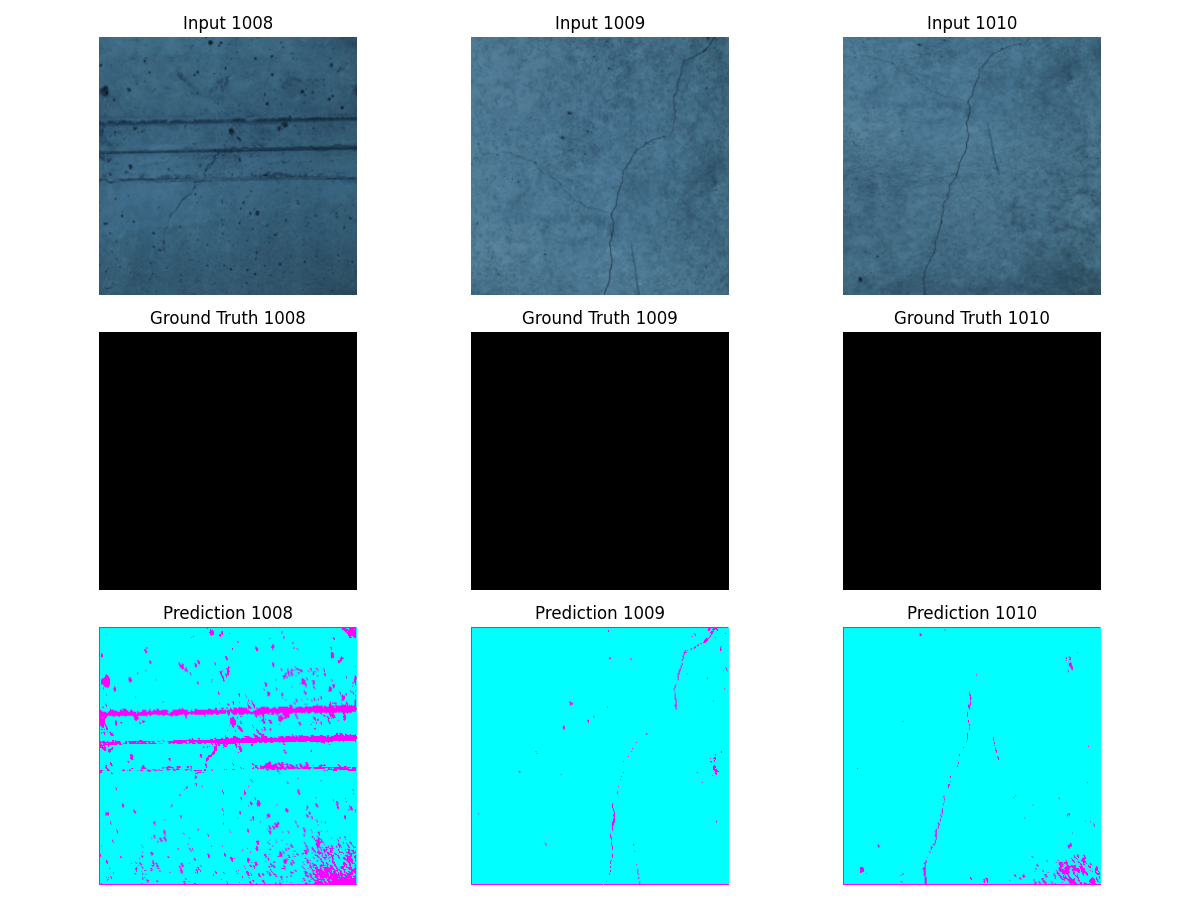 Input 1008
Input 1009
Input 1010
Ground Truth 1008
Ground Truth 1009
Ground Truth 1010
Prediction 1008
Prediction 1009
Prediction 1010